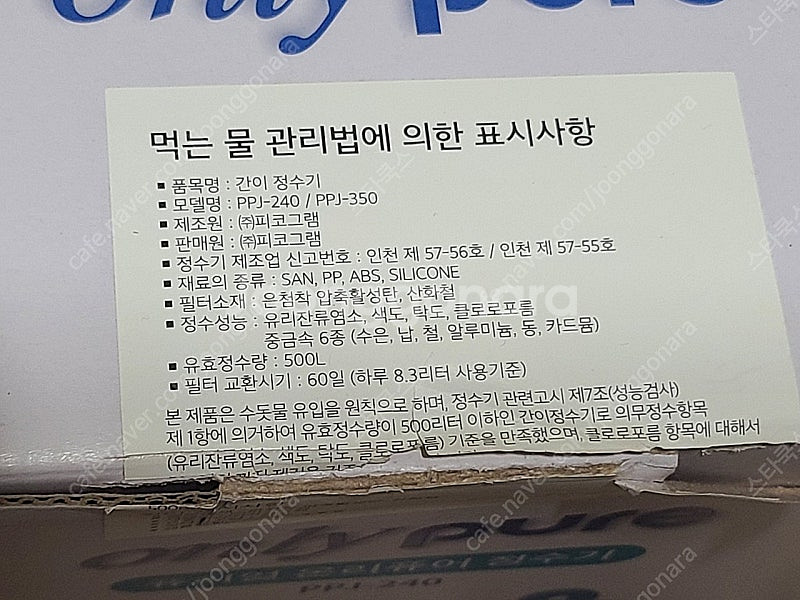 only pure
먹는 물 관리법에 의한 표시사항
▪ 품목명 : 간이 정수기
▪ 모델명 : PPJ-240 / PPJ-350
▪ 제조원 : ㈜피코그램
▪ 판매원 : ㈜피코그램
▪ 정수기 제조업 신고번호 : 인천 제 57-56호 / 인천 제 57-55호
▪ 재료의 종류 : SAN, PP, ABS, SILICONE
▪ 필터소재 : 은첨착 압축활성탄, 산화철
▪ 정수성능 : 유리잔류염소, 색도, 탁도, 클로로포름
중금속 6종 (수은, 납, 철, 알루미늄, 동, 카드뮴)
▪ 유효정수량 : 500L
▪ 필터 교환시기 : 60일 (하루 8.3리터 사용기준)
본 제품은 수돗물 유입을 원칙으로 하며, 정수기 관련고시 제7조(성능검사)
제 1항에 의거하여 유효정수량이 500리터 이하인 간이정수기로 의무정수항목
(유리잔류염소, 색도, 탁도, 클로로포름) 기준을 만족했으며, 클로로포름 항목에 대해서
only pure
PPJ-240
cafe.naver.com/joonggonara
스타쿡스
joonggonara